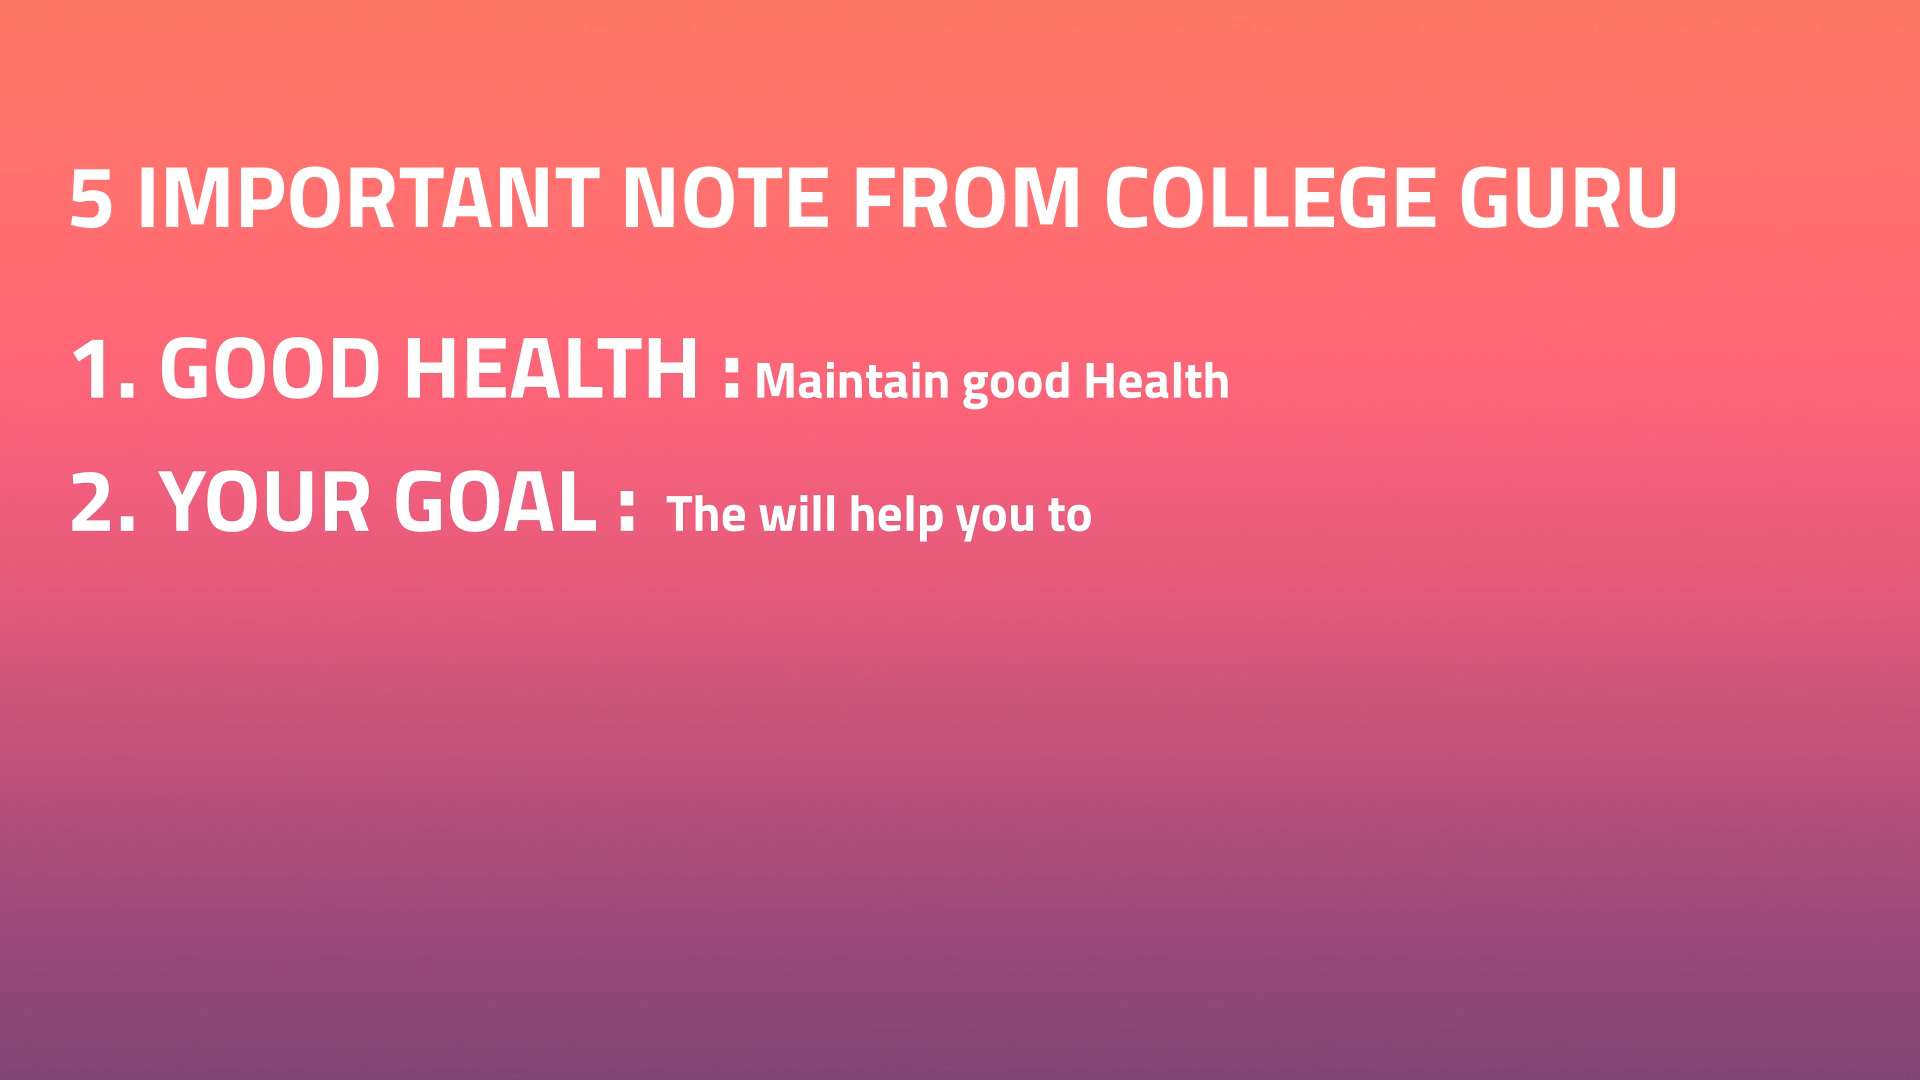 5 IMPORTANT NOTE FROM COLLEGE GURU
1. GOOD HEALTH : Maintain good Health
2. YOUR GOAL : The will help you to